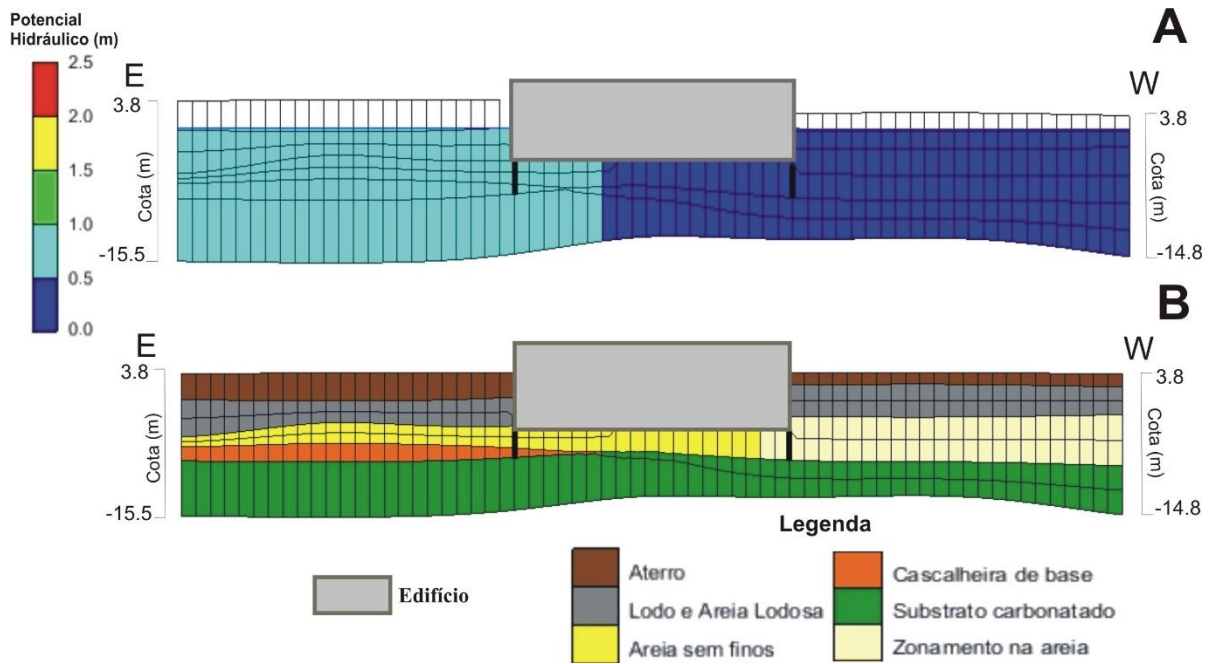 Potencial
Hidráulico (m)
2.5
2.0
1.5
1.0
0.5
0.0
A
E
W
3.8
3.8
Cota (m)
Cota (m)
-15.5
-14.8
B
E
W
3.8
3.8
Cota (m)
Cota (m)
-15.5
-14.8
Legenda
Edifício
Aterro
Lodo e Areia Lodosa
Areia sem finos
Cascalheira de base
Substrato carbonatado
Zonamento na areia